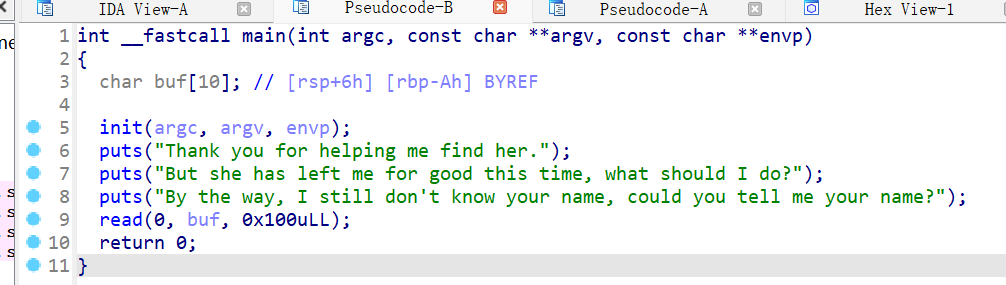 IDA View-A Pseudocode-B Pseudocode-A Hex View-1
1 int __fastcall main(int argc, const char **argv, const char **envp)
2 {
3 char buf[10]; // [rsp+6h] [rbp-Ah] BYREF
4
5 init(argc, argv, envp);
6 puts("Thank you for helping me find her.");
7 puts("But she has left me for good this time, what should I do?");
8 puts("By the way, I still don't know your name, could you tell me your name?");
9 read(0, buf, 0x100uLL);
10 return 0;
11 }